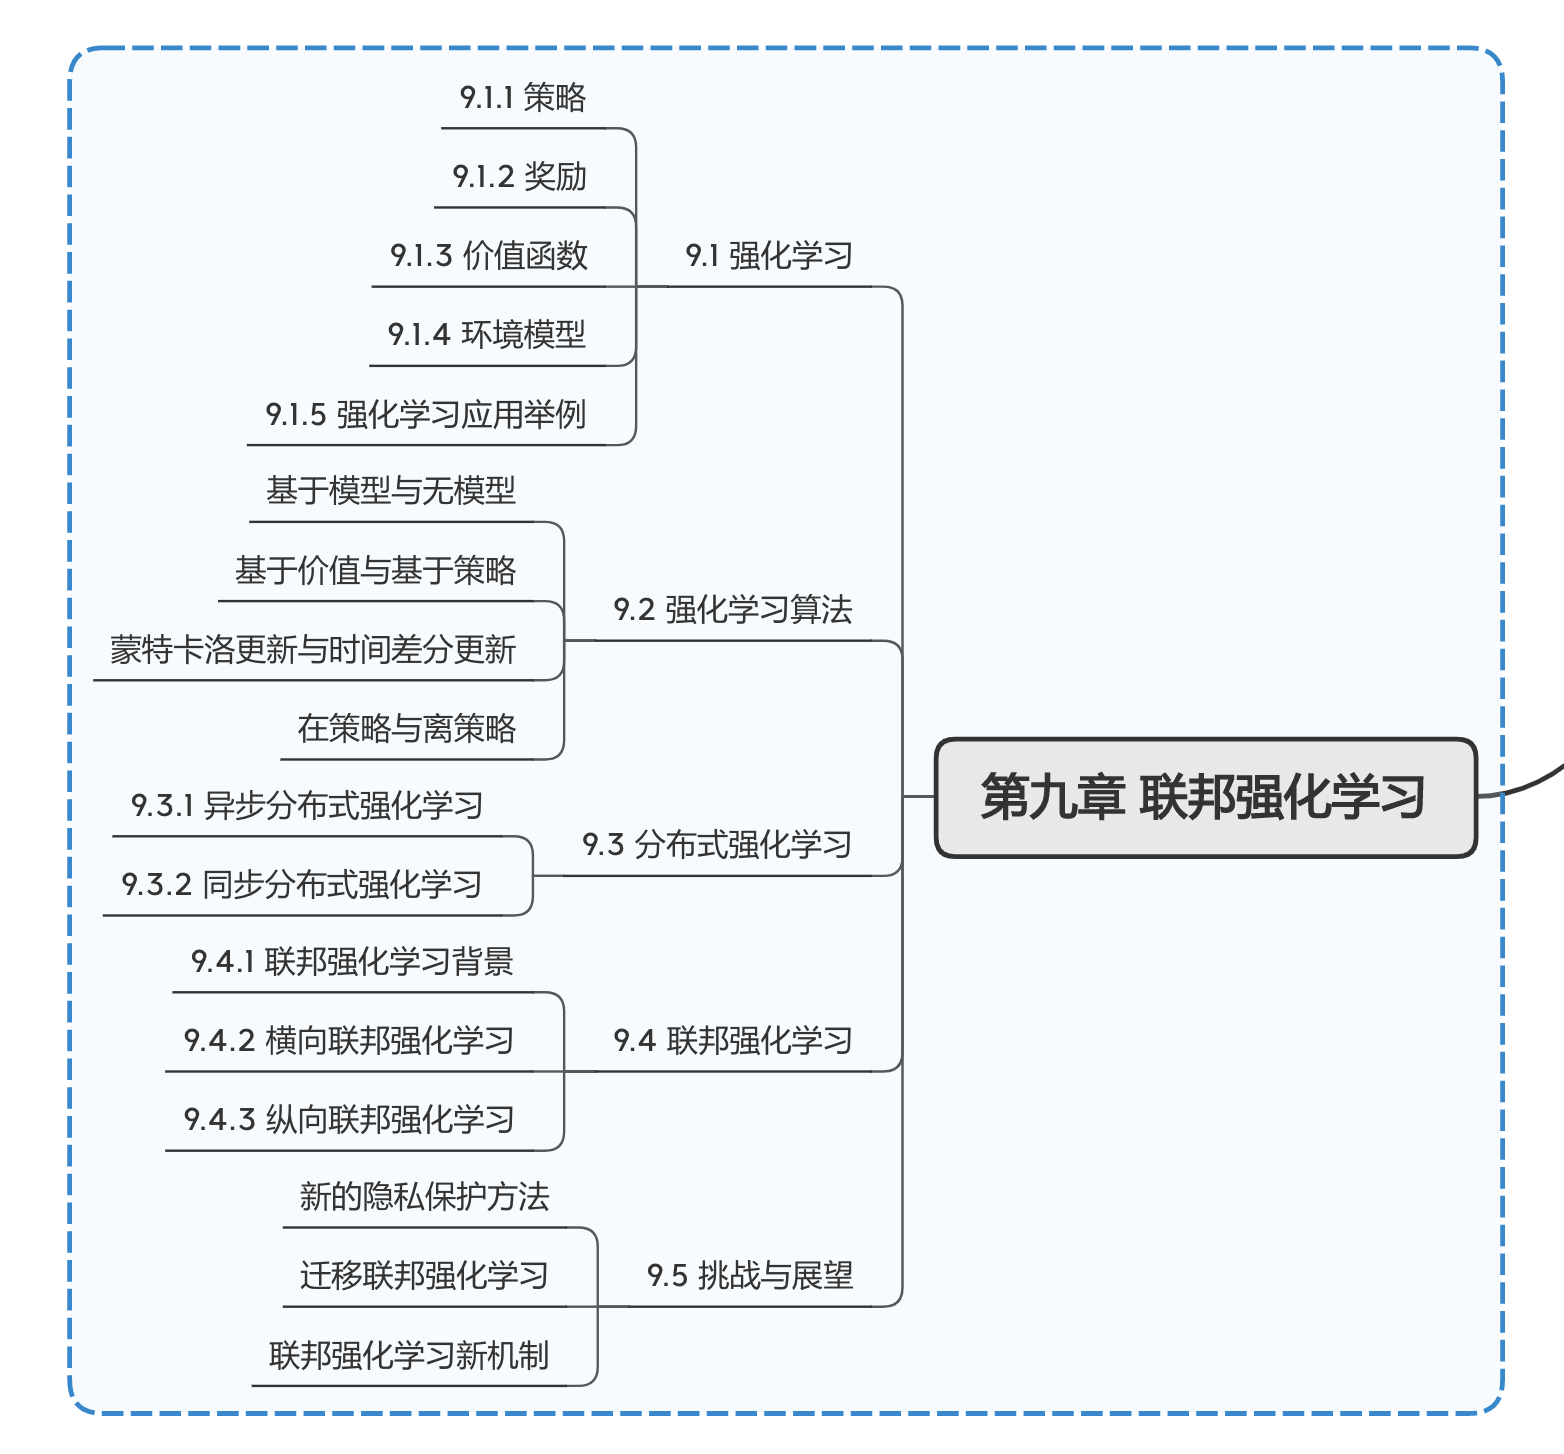 9.1.1 策略
9.1.2 奖励
9.1.3 价值函数
9.1 强化学习
9.1.4 环境模型
9.1.5 强化学习应用举例
基于模型与无模型
基于价值与基于策略
9.2 强化学习算法
蒙特卡洛更新与时间差分更新
在策略与离策略
第九章 联邦强化学习
9.3.1 异步分布式强化学习
9.3 分布式强化学习
9.3.2 同步分布式强化学习
9.4.1 联邦强化学习背景
9.4.2 横向联邦强化学习
9.4 联邦强化学习
9.4.3 纵向联邦强化学习
新的隐私保护方法
迁移联邦强化学习
9.5 挑战与展望
联邦强化学习新机制